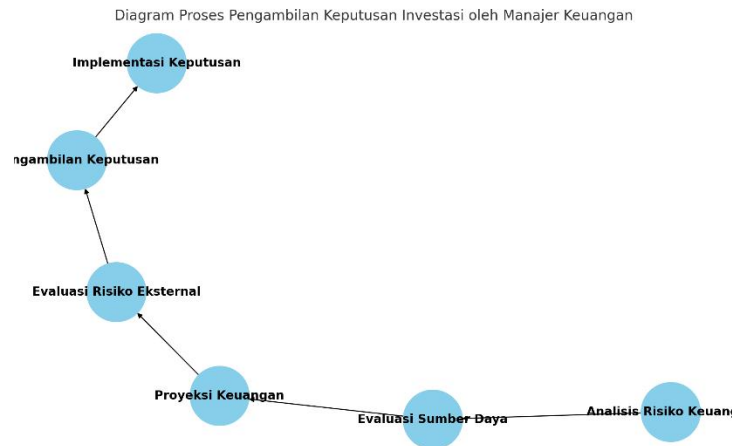 Diagram Proses Pengambilan Keputusan Investasi oleh Manajer Keuangan
Implementasi Keputusan
ngambilan Keputusan
Evaluasi Risiko Eksternal
Proyeksi Keuangan
Evaluasi Sumber Daya
Analisis Risiko Keuang